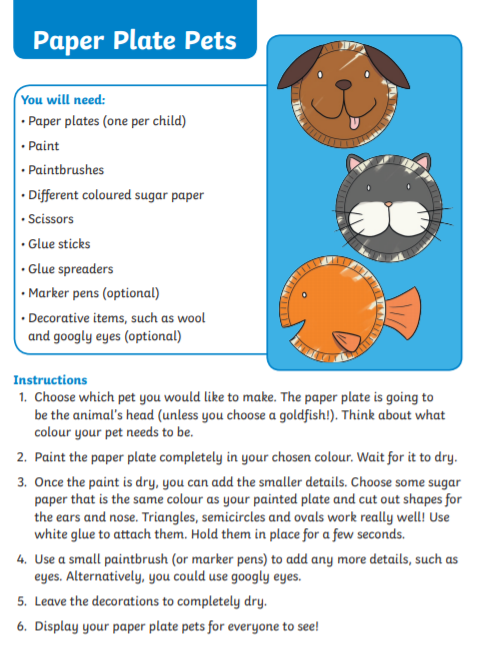 Paper Plate Pets
You will need:
• Paper plates (one per child)
• Paint
• Paintbrushes
• Different coloured sugar paper
• Scissors
• Glue sticks
• Glue spreaders
• Marker pens (optional)
• Decorative items, such as wool
and googly eyes (optional)
Instructions
1. Choose which pet you would like to make. The paper plate is going to
be the animal's head (unless you choose a goldfish!). Think about what
colour your pet needs to be.
2. Paint the paper plate completely in your chosen colour. Wait for it to dry.
3. Once the paint is dry, you can add the smaller details. Choose some sugar
paper that is the same colour as your painted plate and cut out shapes for
the ears and nose. Triangles, semicircles and ovals work really well! Use
white glue to attach them. Hold them in place for a few seconds.
4. Use a small paintbrush (or marker pens) to add any more details, such as
eyes. Alternatively, you could use googly eyes.
5. Leave the decorations to completely dry.
6. Display your paper plate pets for everyone to see!